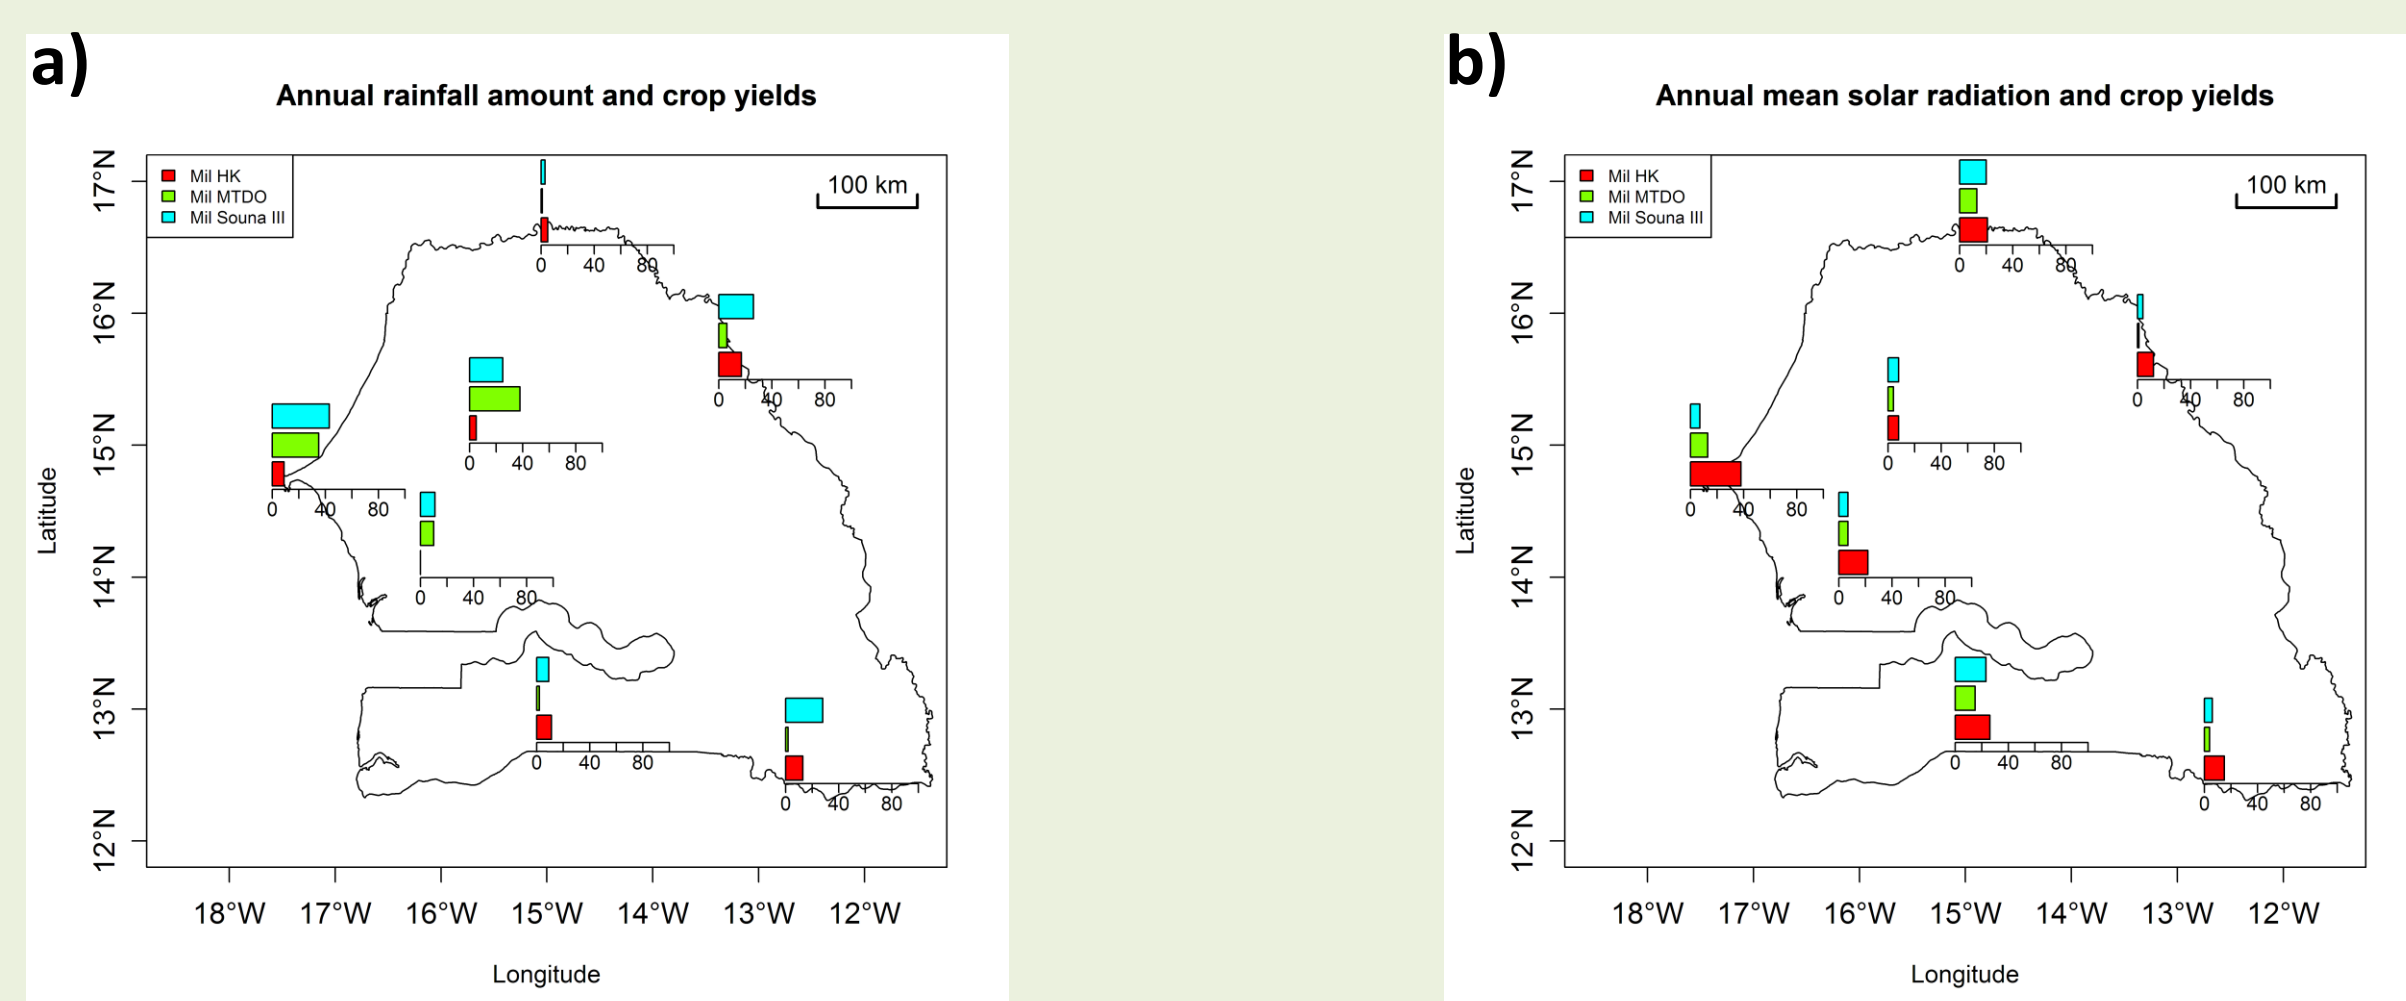 a)
Annual rainfall amount and crop yields
Mil HK
Mil MTDO
Mil Souna III
100 km
17°N
16°N
15°N
14°N
13°N
12°N
Latitude
0 40 80
0 40 80
0 40 80
0 40 80
0 40 80
0 40 80
0 40 80
18°W 17°W 16°W 15°W 14°W 13°W 12°W
Longitude
b)
Annual mean solar radiation and crop yields
Mil HK
Mil MTDO
Mil Souna III
100 km
17°N
16°N
15°N
14°N
13°N
12°N
Latitude
0 40 80
0 40 80
0 40 80
0 40 80
0 40 80
0 40 80
0 40 80
18°W 17°W 16°W 15°W 14°W 13°W 12°W
Longitude